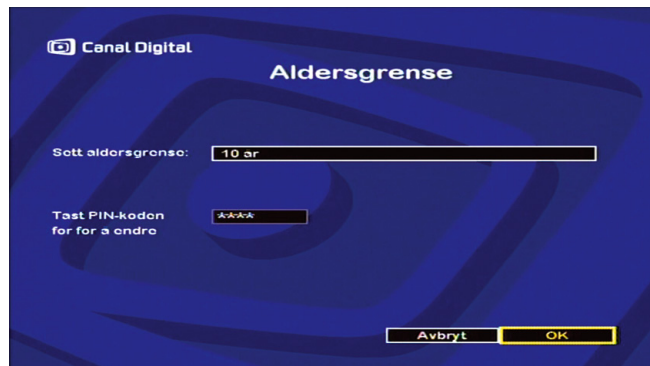 Canal Digital
Aldersgrense
Sett aldersgrense: 10 år
Tast PIN-koden ****
for for a endre
Avbryt OK